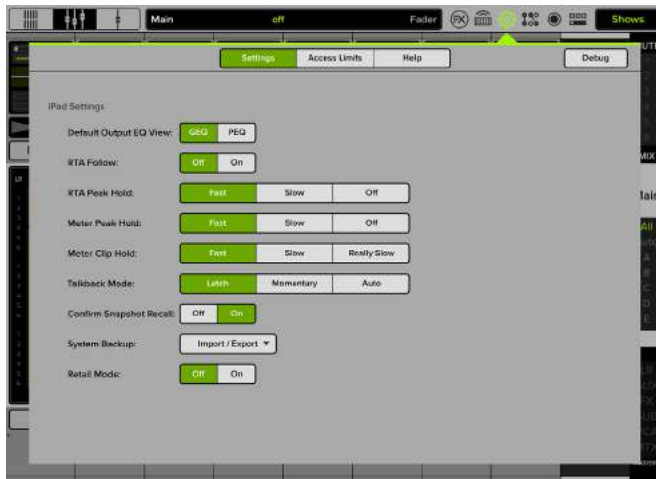 Main off Fader FX Shows
Settings Access Limits Help Debug
iPad Settings
Default Output EQ View: GEQ PEQ
RTA Follow: Off On
RTA Peak Hold: Fast Slow Off
Meter Peak Hold: Fast Slow Off
Meter Clip Hold: Fast Slow Really Slow
Talkback Mode: Latch Momentary Auto
Confirm Snapshot Recall: Off On
System Backup: Import / Export
Retail Mode: Off On